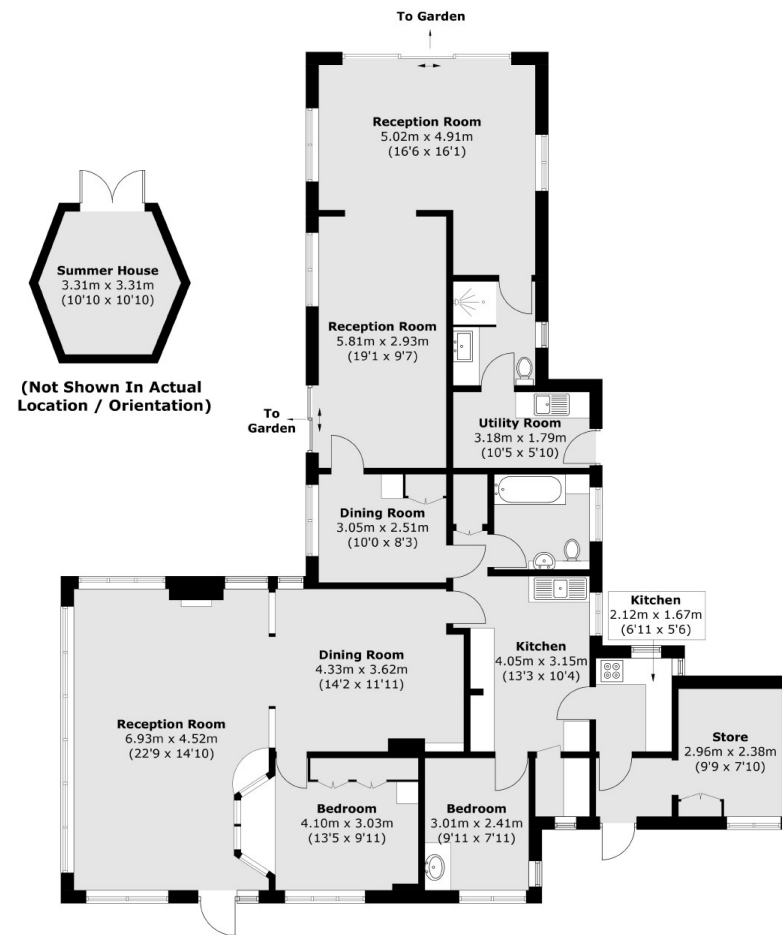 To Garden
Reception Room
5.02m x 4.91m
(16'6 x 16'1)
Summer House
3.31m x 3.31m
(10'10 x 10'10)
(Not Shown In Actual
Location / Orientation)
Reception Room
5.81m x 2.93m
(19'1 x 9'7)
To
Garden
Utility Room
3.18m x 1.79m
(10'5 x 5'10)
Dining Room
3.05m x 2.51m
(10'0 x 8'3)
Kitchen
2.12m x 1.67m
(6'11 x 5'6)
Dining Room
4.33m x 3.62m
(14'2 x 11'11)
Kitchen
4.05m x 3.15m
(13'3 x 10'4)
Reception Room
6.93m x 4.52m
(22'9 x 14'10)
Store
2.96m x 2.38m
(9'9 x 7'10)
Bedroom
4.10m x 3.03m
(13'5 x 9'11)
Bedroom
3.01m x 2.41m
(9'11 x 7'11)